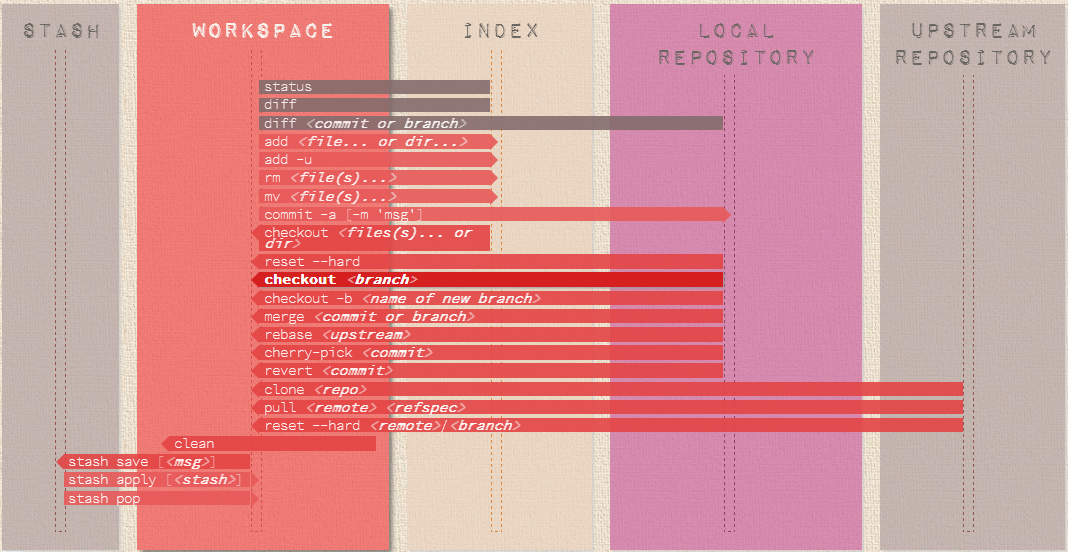 STASH
WORKSPACE
INDEX
LOCAL
REPOSITORY
UPSTREAM
REPOSITORY
status
diff
diff <commit or branch>
add <file... or dir...>
add -u
rm <file(s)...>
mv <file(s)...>
commit -a [-m 'msg']
checkout <files(s)... or
dir>
reset --hard
checkout <branch>
checkout -b <name of new branch>
merge <commit or branch>
rebase <upstream>
cherry-pick <commit>
revert <commit>
clone <repo>
pull <remote> <refspec>
reset --hard <remote>/<branch>
clean
stash save [<msg>]
stash apply [<stash>]
stash pop